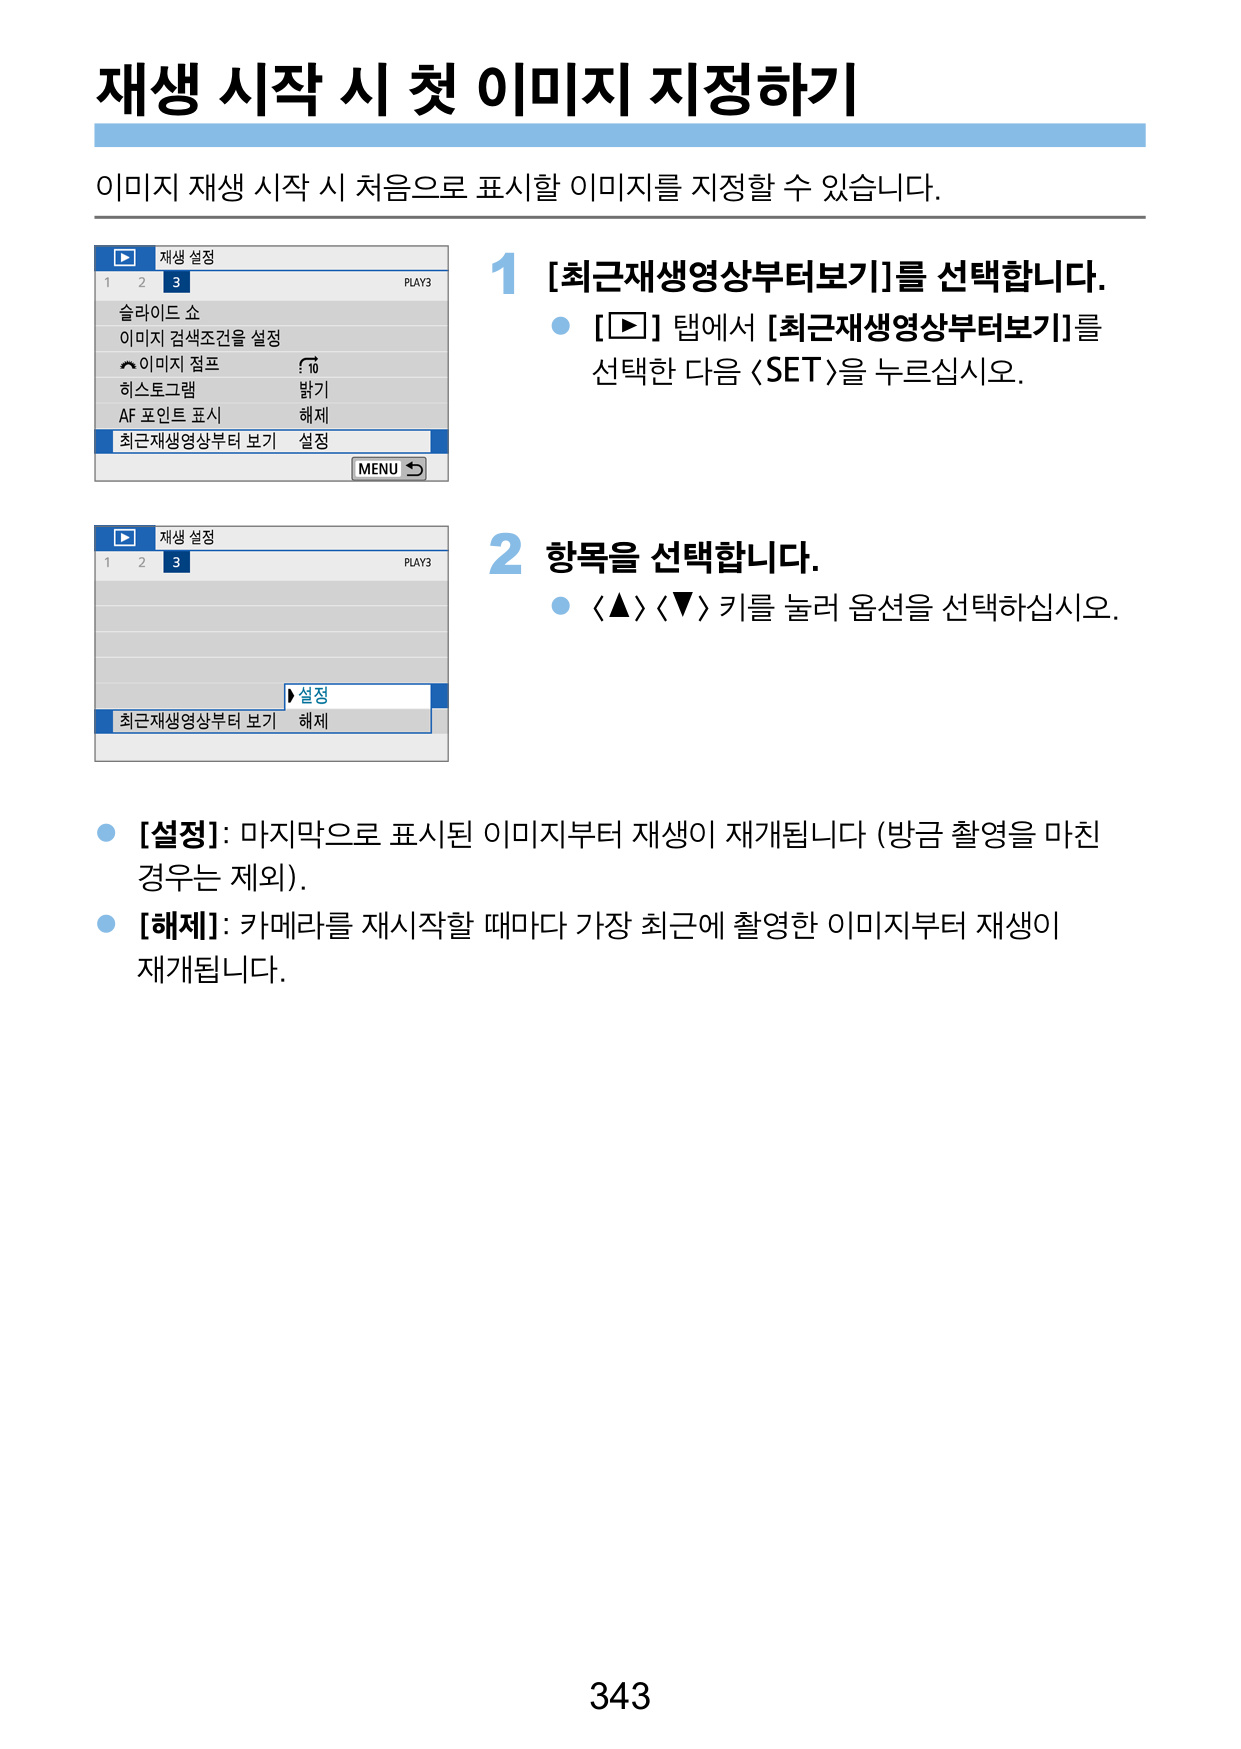 재생 시작 시 첫 이미지 지정하기
이미지 재생 시작 시 처음으로 표시할 이미지를 지정할 수 있습니다.
재생 설정
1 2 3 PLAY3
슬라이드 쇼
이미지 검색조건을 설정
이미지 점프 10
히스토그램 밝기
AF 포인트 표시 해제
최근재생영상부터 보기 설정
MENU
1 [최근재생영상부터보기]를 선택합니다.
● [▶] 탭에서 [최근재생영상부터보기]를
선택한 다음 〈SET〉을 누르십시오.
재생 설정
1 2 3 PLAY3
설정
최근재생영상부터 보기 해제
2 항목을 선택합니다.
● 〈▲〉〈▼〉 키를 눌러 옵션을 선택하십시오.
● [설정]: 마지막으로 표시된 이미지부터 재생이 재개됩니다 (방금 촬영을 마친
경우는 제외).
● [해제]: 카메라를 재시작할 때마다 가장 최근에 촬영한 이미지부터 재생이
재개됩니다.
343